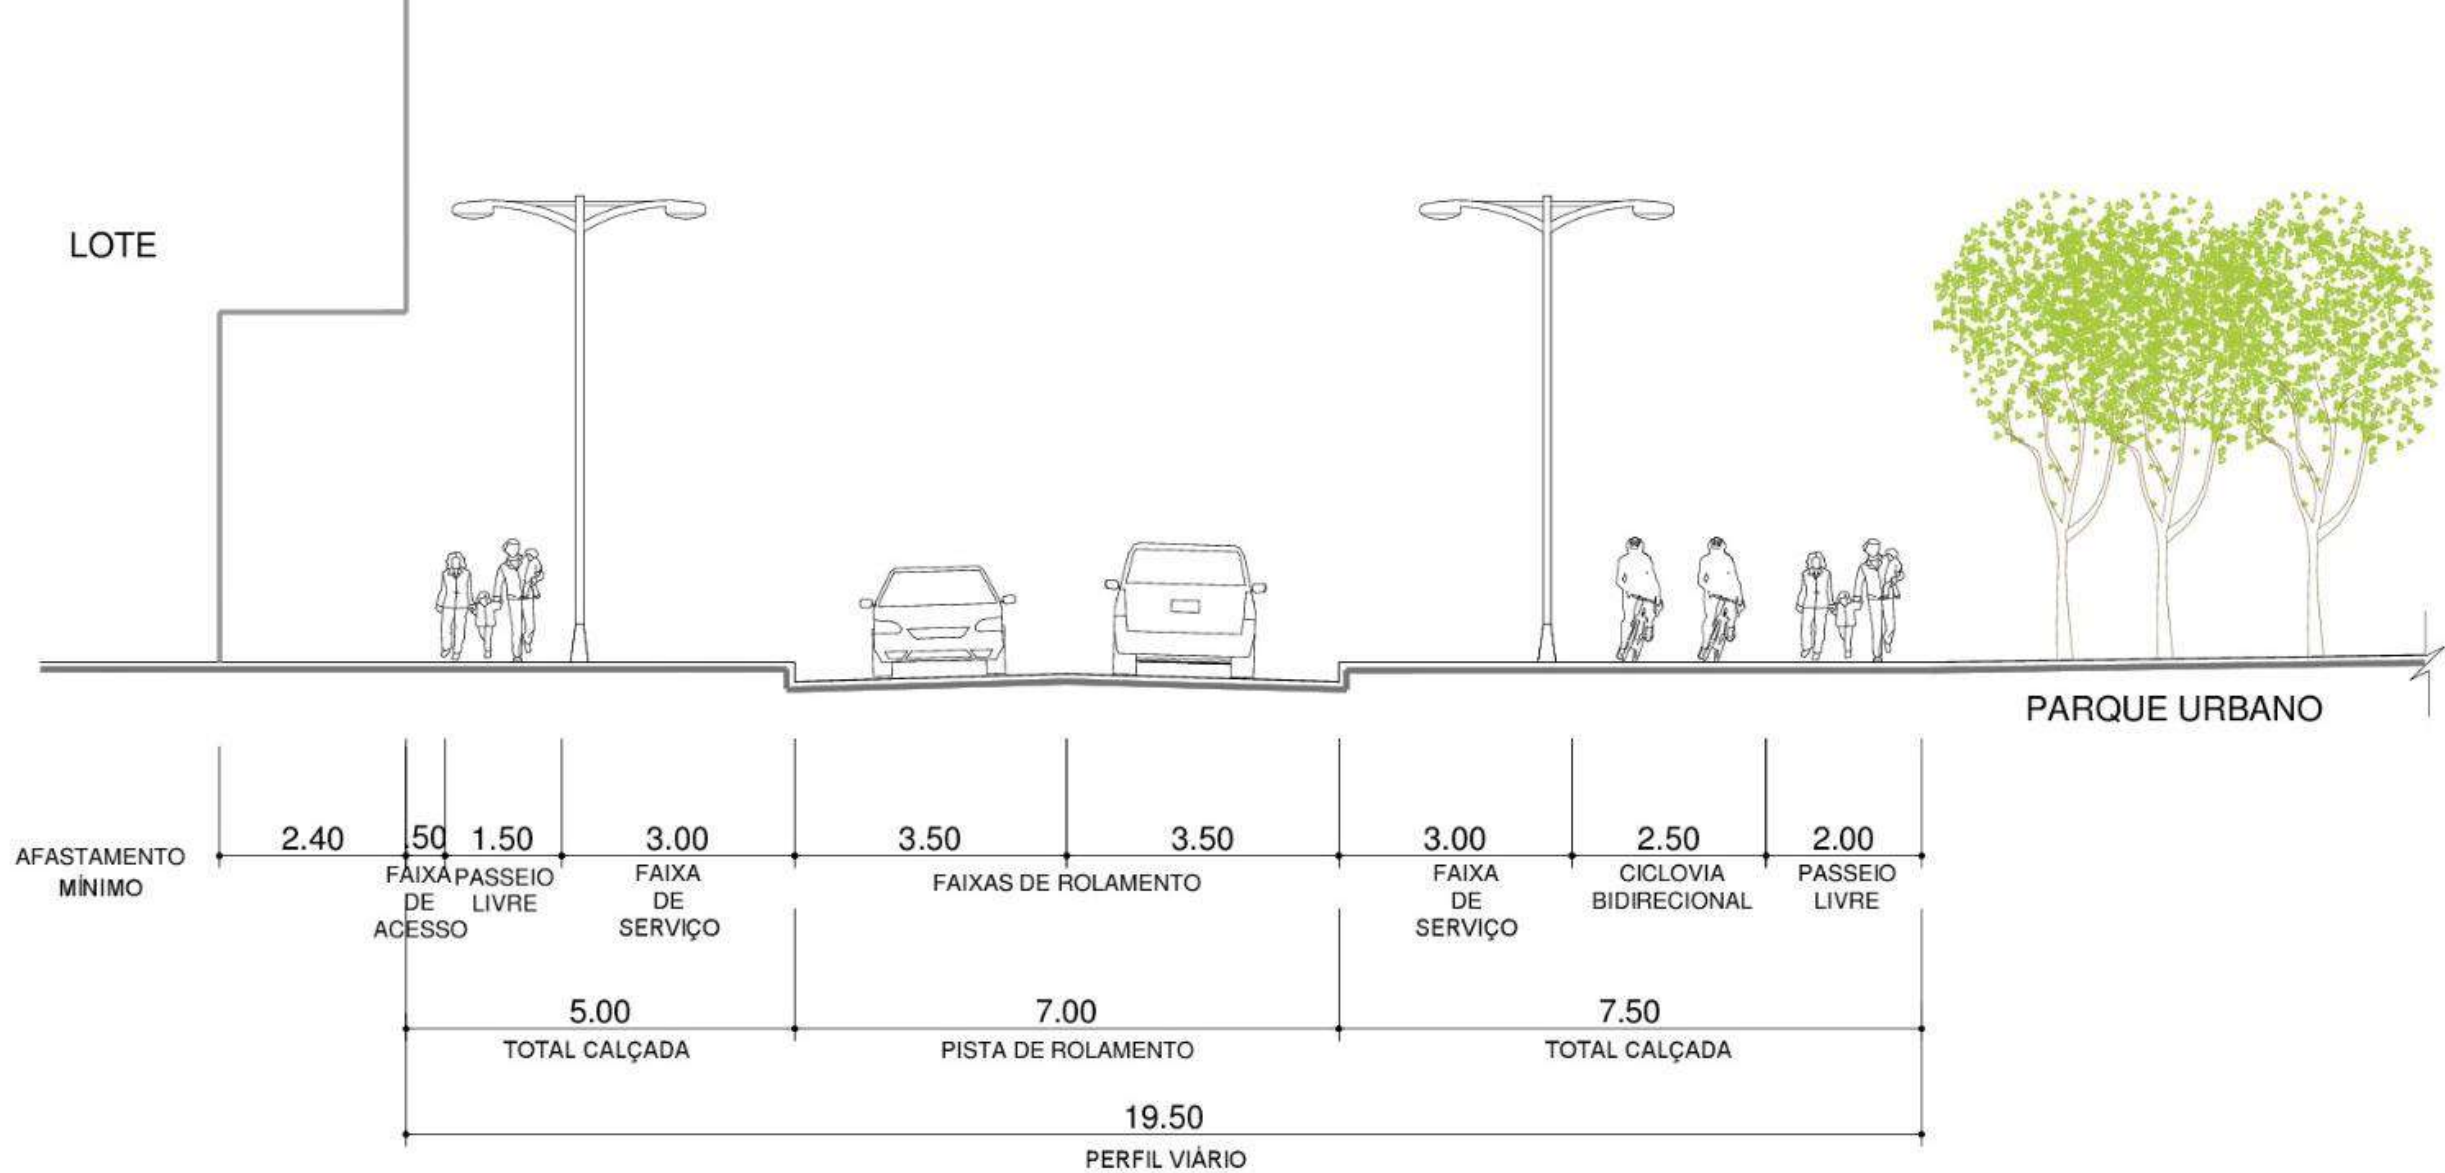 LOTE
PARQUE URBANO
2.40
.50
1.50
3.00
3.50
3.50
3.00
2.50
2.00
AFASTAMENTO
MÍNIMO
FAIXA
DE
ACESSO
PASSEIO
LIVRE
FAIXA
DE
SERVIÇO
FAIXAS DE ROLAMENTO
FAIXA
DE
SERVIÇO
CICLOVIA
BIDIRECIONAL
PASSEIO
LIVRE
5.00
7.00
7.50
TOTAL CALÇADA
PISTA DE ROLAMENTO
TOTAL CALÇADA
19.50
PERFIL VIÁRIO